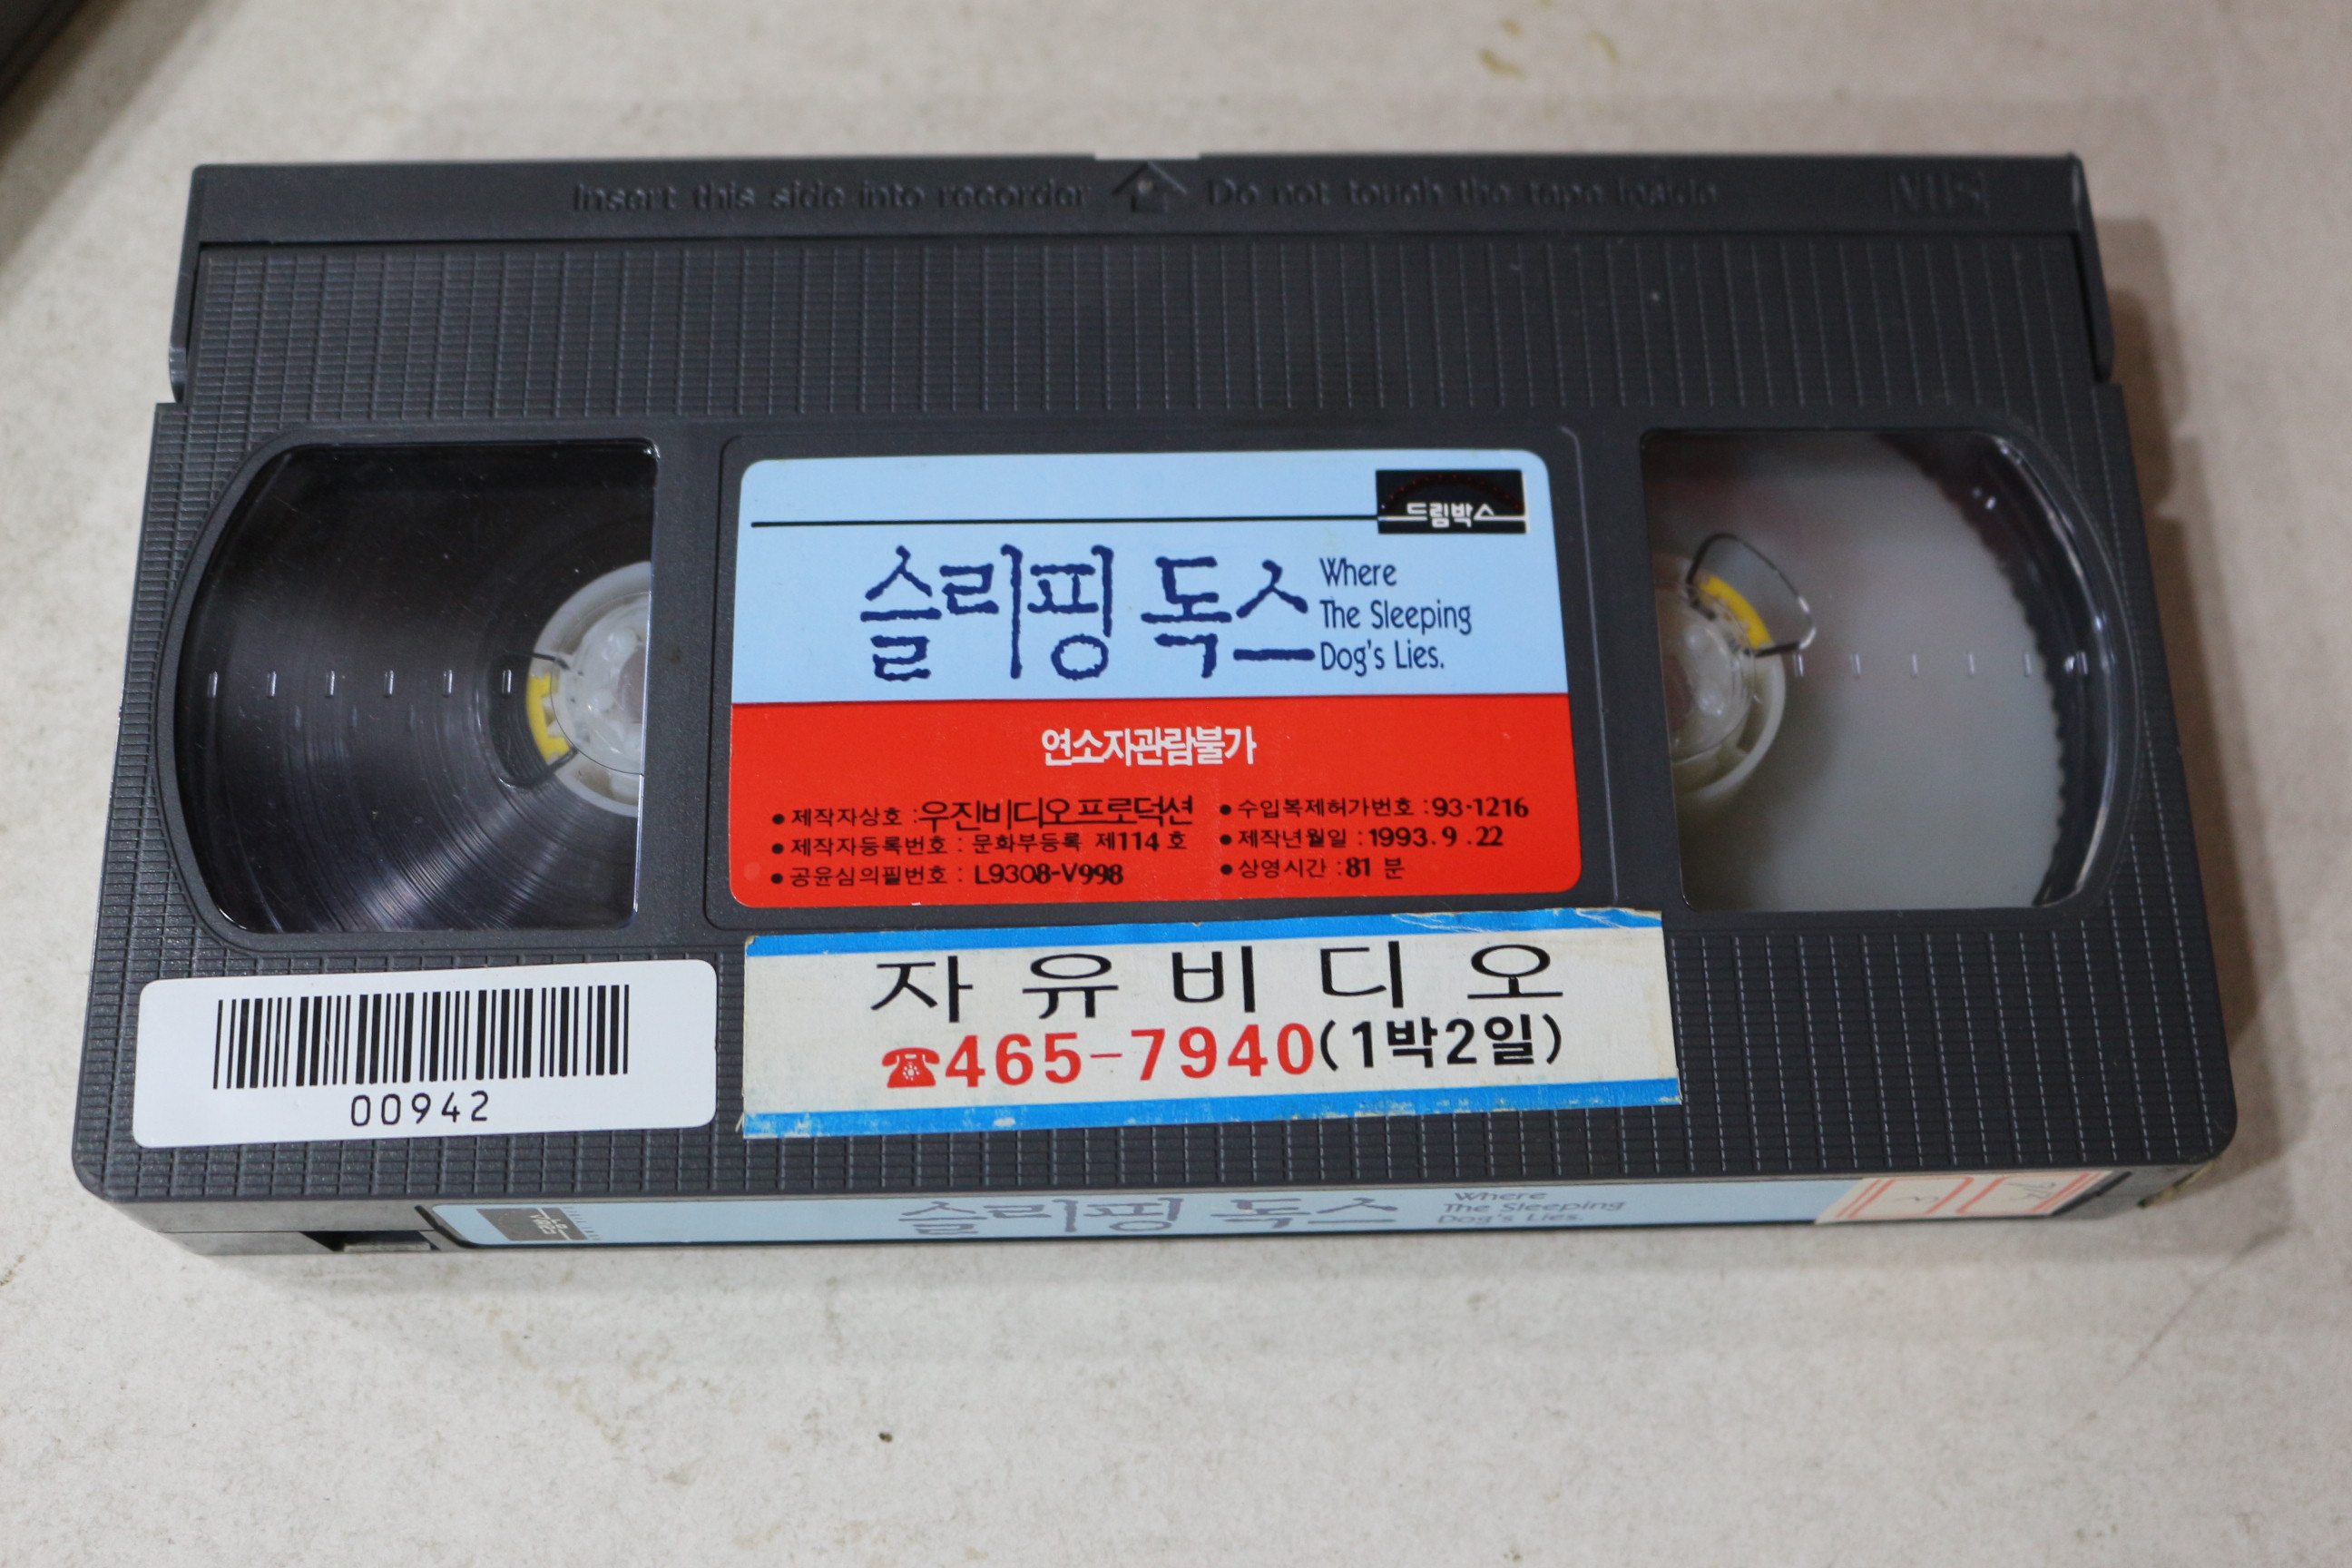 Insert this side into recorder
Do not touch the tape inside
VHS
드림박스
슬리핑 독스
Where
The Sleeping
Dog's Lies.
연소자관람불가
• 제작자상호 : 우진비디오프로덕션
• 제작자등록번호 : 문화부등록 제114 호
• 공윤심의필번호 : L9308-V998
• 수입복제허가번호 : 93-1216
• 제작년월일 : 1993. 9 . 22
• 상영시간 : 81 분
자유비디오
☎465-7940(1박2일)
00942
슬리핑 독스
Where
The Sleeping
Dog's Lies.